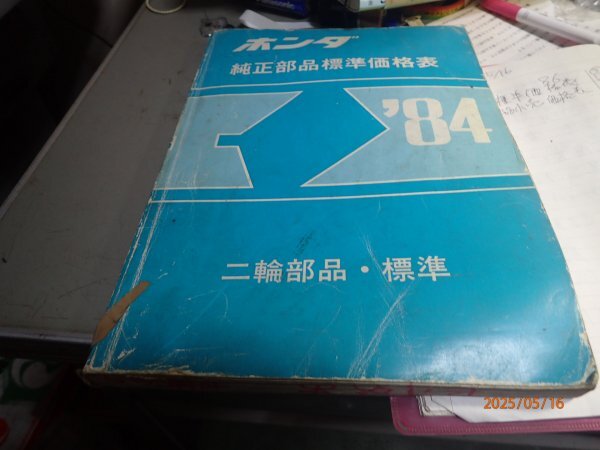 ホンダ
純正部品標準価格表
'84
二輪部品・標準
2025/05/16